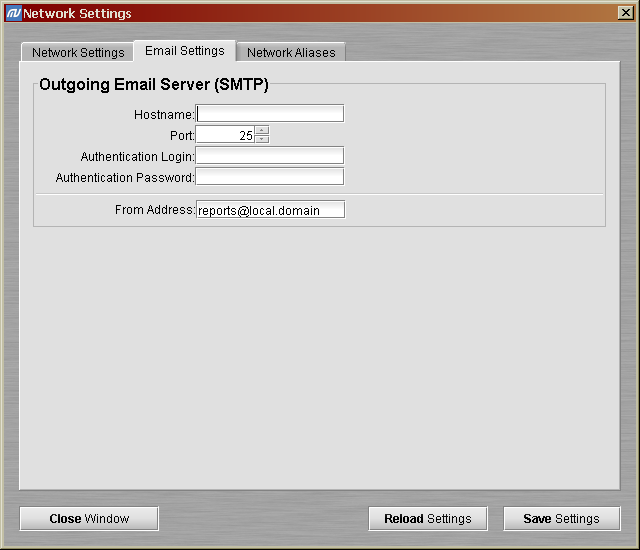 Network Settings
Network Settings
Email Settings
Network Aliases
Outgoing Email Server (SMTP)
Hostname:
Port: 25
Authentication Login:
Authentication Password:
From Address: reports@local.domain
Close Window
Reload Settings
Save Settings